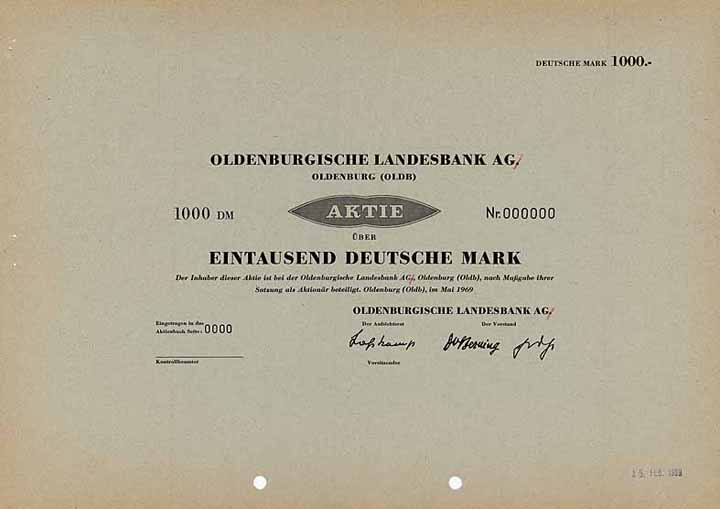 DEUTSCHE MARK 1000.-
OLDENBURGISCHE LANDESBANK AG.
OLDENBURG (OLDB)
1000 DM AKTIE Nr. 000000
ÜBER
EINTAUSEND DEUTSCHE MARK
Der Inhaber dieser Aktie ist bei der Oldenburgische Landesbank AG., Oldenburg (Oldb), nach Maßgabe ihrer
Satzung als Aktionär beteiligt. Oldenburg (Oldb), im Mai 1969
OLDENBURGISCHE LANDESBANK AG.
Eingetragen in das
Aktienbuch Seite: 0000
Der Aufsichtsrat Der Vorstand
Kontrollbeamter
Vorsitzender